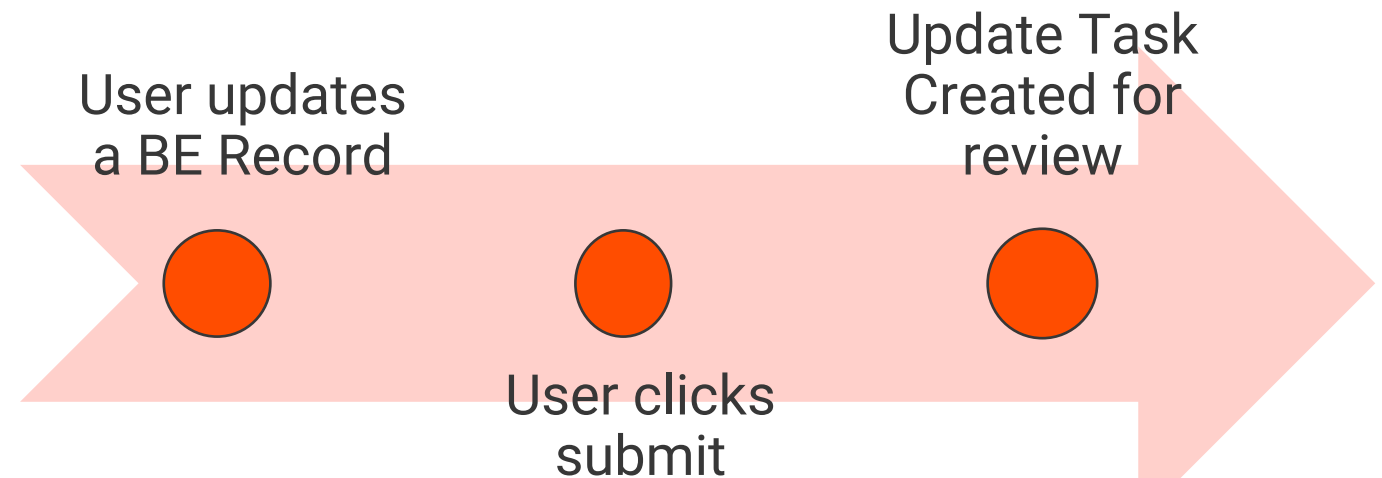 User updates
a BE Record
User clicks
submit
Update Task
Created for
review